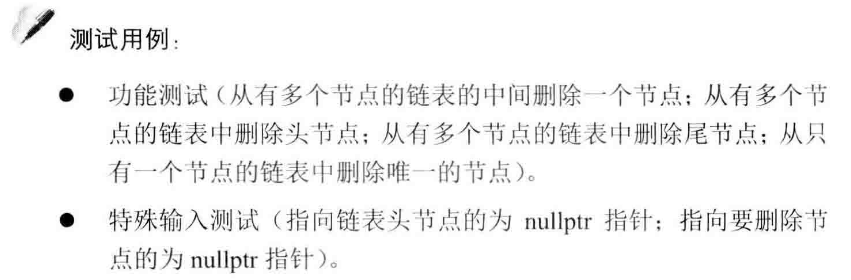 测试用例：
● 功能测试（从有多个节点的链表的中间删除一个节点；从有多个节
点的链表中删除头节点；从有多个节点的链表中删除尾节点；从只
有一个节点的链表中删除唯一的节点）。
● 特殊输入测试（指向链表头节点的为 nullptr 指针；指向要删除节
点的为 nullptr 指针）。